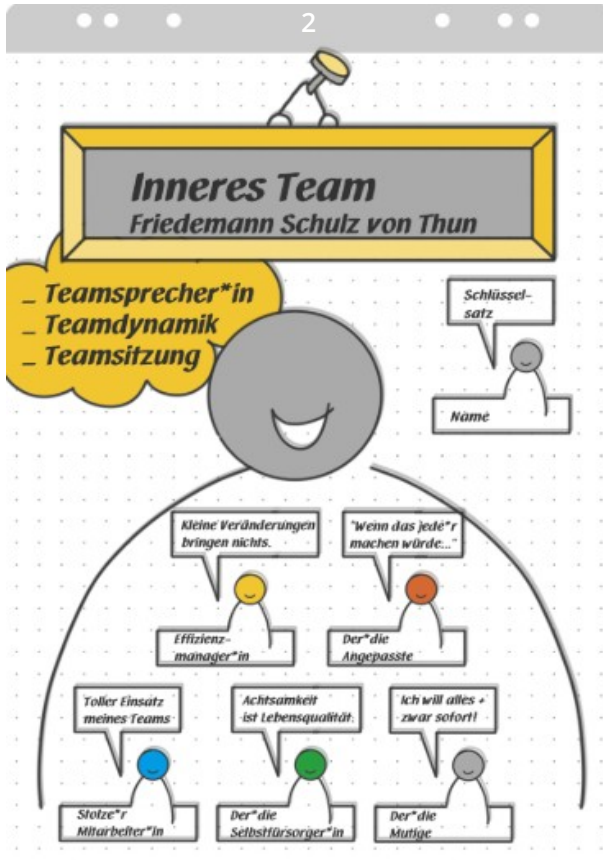 2
Inneres Team
Friedemann Schulz von Thun
_ Teamsprecher*in
_ Teamdynamik
_ Teamsitzung
Schlüssel-
satz
Name
Kleine Veränderungen
bringen nichts.
"Wenn das jede*r
machen würde..."
Effizienz-
manager*in
Der*die
Angepasste
Toller Einsatz
meines Teams
Achtsamkeit
ist Lebensqualität.
Ich will alles +
zwar sofort!
Stolze*r
Mitarbeiter*in
Der*die
Selbstfürsorger*in
Der*die
Mutige